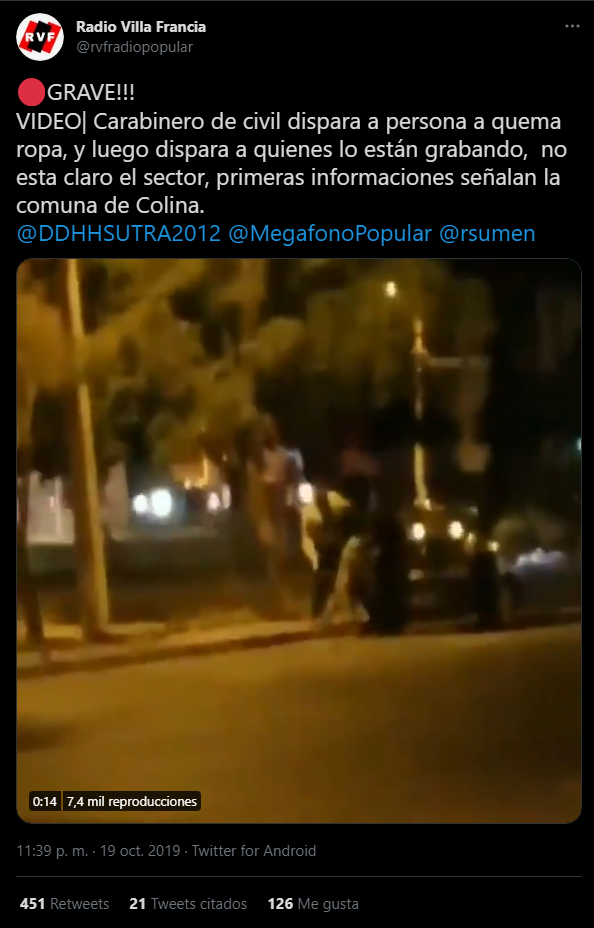 RVF
Radio Villa Francia
@rvfradiopopular
GRAVE!!!
VIDEO| Carabinero de civil dispara a persona a quema
ropa, y luego dispara a quienes lo están grabando,  no
esta claro el sector, primeras informaciones señalan la
comuna de Colina.
@DDHHSUTRA2012 @MegafonoPopular @rsumen
0:14 7,4 mil reproducciones
11:39 p. m. · 19 oct. 2019 · Twitter for Android
451 Retweets 21 Tweets citados 126 Me gusta